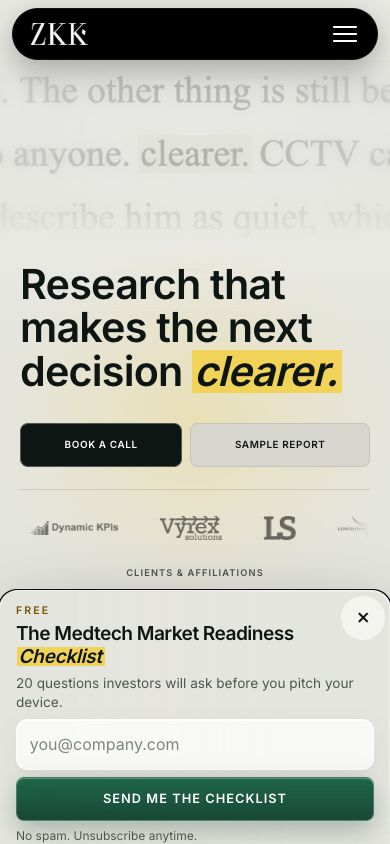 ZKK
. The other thing is still be
anyone. clearer. CCTV ca
describe him as quiet, whic
Research that
makes the next
decision clearer.
BOOK A CALL
SAMPLE REPORT
Dynamic KPIs
Vyrex
solutions
LS
CLIENTS & AFFILIATIONS
FREE
×
The Medtech Market Readiness
Checklist
20 questions investors will ask before you pitch your
device.
you@company.com
SEND ME THE CHECKLIST
No spam. Unsubscribe anytime.